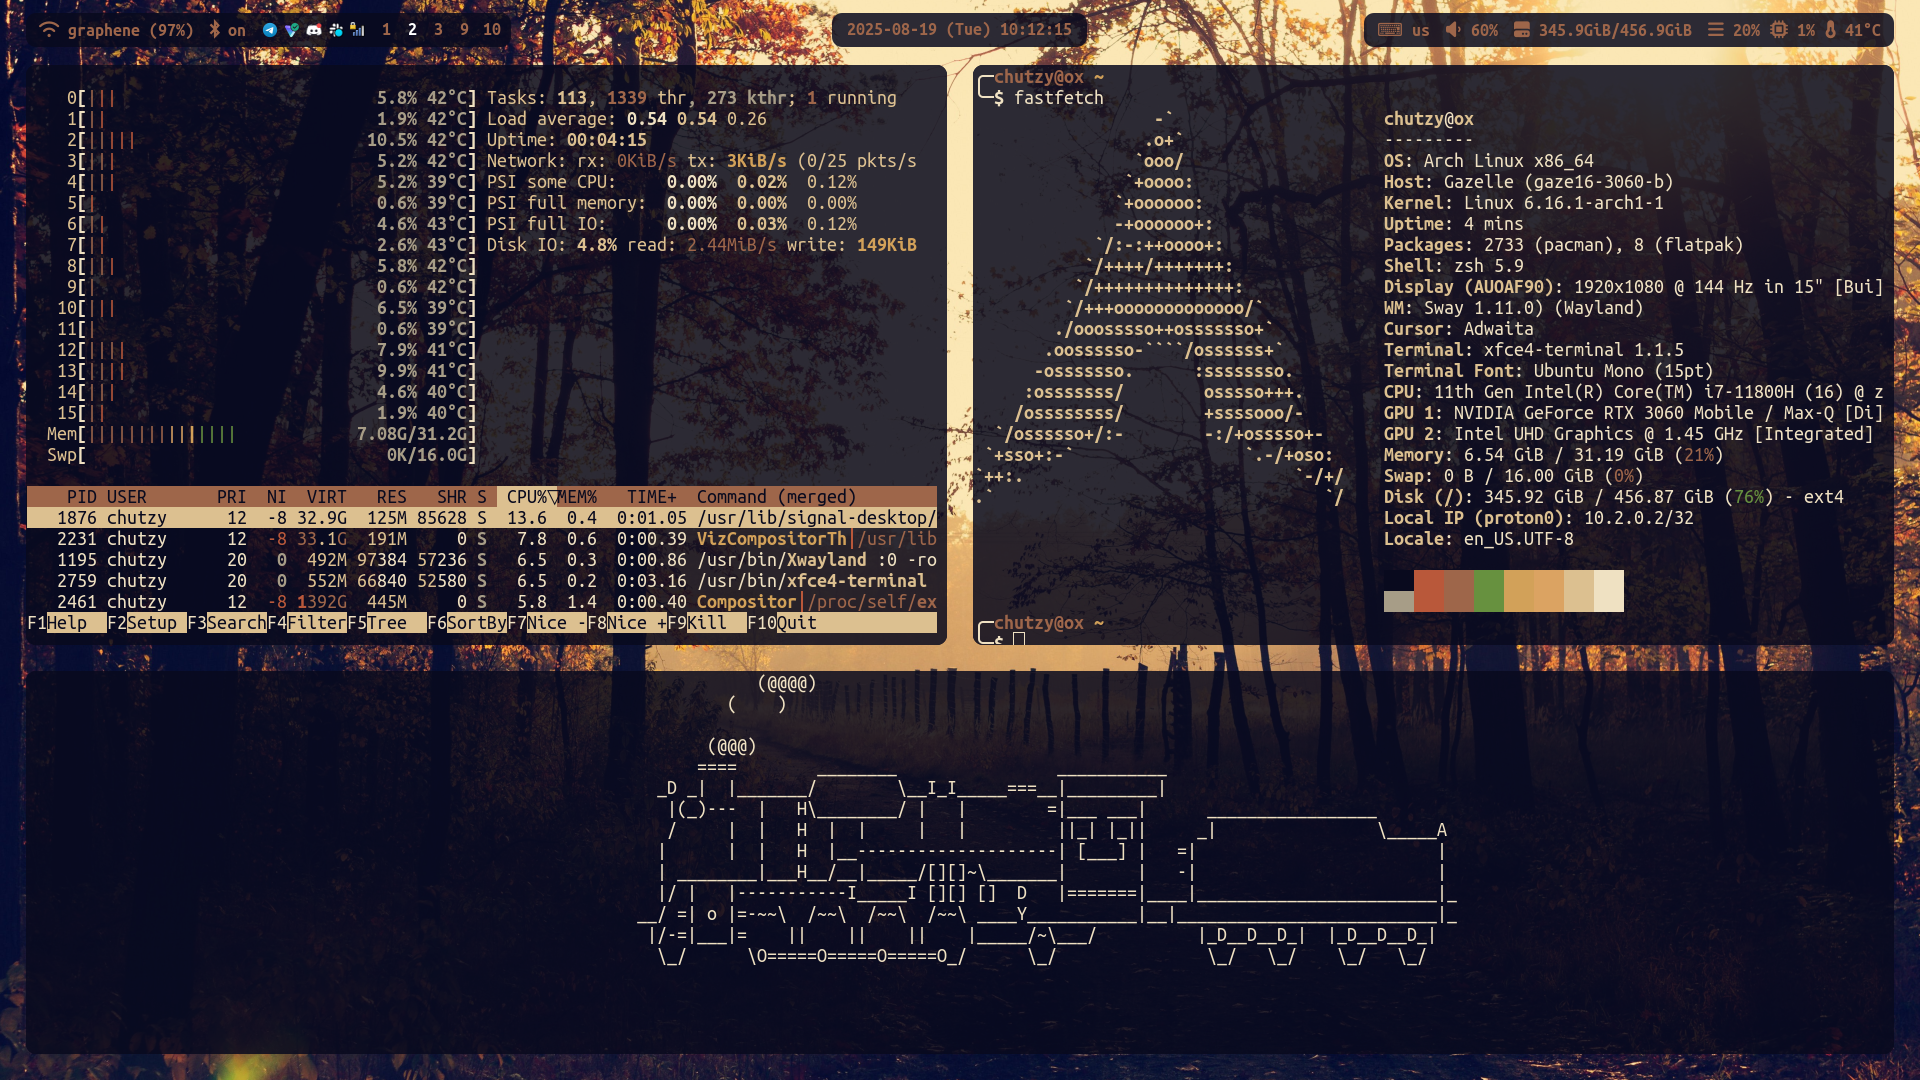 graphene (97%) on 1 2 3 9 10
2025-08-19 (Tue) 10:12:15
us 60% 345.9GiB/456.9GiB 20% 1% 41°C
0[||| 5.8% 42°C] Tasks: 113, 1339 thr, 273 kthr; 1 running
1[|| 1.9% 42°C] Load average: 0.54 0.54 0.26
2[||||| 10.5% 42°C] Uptime: 00:04:15
3[||| 5.2% 42°C] Network: rx: 0KiB/s tx: 3KiB/s (0/25 pkts/s
4[||| 5.2% 39°C] PSI some CPU: 0.00% 0.02% 0.12%
5[| 0.6% 39°C] PSI full memory: 0.00% 0.00% 0.00%
6[|| 4.6% 43°C] PSI full IO: 0.00% 0.03% 0.12%
7[|| 2.6% 43°C] Disk IO: 4.8% read: 2.44MiB/s write: 149KiB
8[||| 5.8% 42°C]
9[| 0.6% 42°C]
10[||| 6.5% 39°C]
11[| 0.6% 39°C]
12[|||| 7.9% 41°C]
13[|||| 9.9% 41°C]
14[||| 4.6% 40°C]
15[|| 1.9% 40°C]
Mem[||||||||||||||| 7.08G/31.2G]
Swp[ 0K/16.0G]
PID USER PRI NI VIRT RES SHR S CPU%▽MEM% TIME+ Command (merged)
1876 chutzy 12 -8 32.9G 125M 85628 S 13.6 0.4 0:01.05 /usr/lib/signal-desktop/
2231 chutzy 12 -8 33.1G 191M 0 S 7.8 0.6 0:00.39 VizCompositorTh|/usr/lib
1195 chutzy 20 0 492M 97384 57236 S 6.5 0.3 0:00.86 /usr/bin/Xwayland :0 -ro
2759 chutzy 20 0 552M 66840 52580 S 6.5 0.2 0:03.16 /usr/bin/xfce4-terminal
2461 chutzy 12 -8 1392G 445M 0 S 5.8 1.4 0:00.40 Compositor|/proc/self/ex
F1Help F2Setup F3SearchF4FilterF5Tree F6SortByF7Nice -F8Nice +F9Kill F10Quit
chutzy@ox ~
$ fastfetch
chutzy@ox
---------
OS: Arch Linux x86_64
Host: Gazelle (gaze16-3060-b)
Kernel: Linux 6.16.1-arch1-1
Uptime: 4 mins
Packages: 2733 (pacman), 8 (flatpak)
Shell: zsh 5.9
Display (AUOAF90): 1920x1080 @ 144 Hz in 15" [Bui]
WM: Sway 1.11.0) (Wayland)
Cursor: Adwaita
Terminal: xfce4-terminal 1.1.5
Terminal Font: Ubuntu Mono (15pt)
CPU: 11th Gen Intel(R) Core(TM) i7-11800H (16) @ z
GPU 1: NVIDIA GeForce RTX 3060 Mobile / Max-Q [Di]
GPU 2: Intel UHD Graphics @ 1.45 GHz [Integrated]
Memory: 6.54 GiB / 31.19 GiB (21%)
Swap: 0 B / 16.00 GiB (0%)
Disk (/): 345.92 GiB / 456.87 GiB (76%) - ext4
Local IP (proton0): 10.2.0.2/32
Locale: en_US.UTF-8
chutzy@ox ~
$